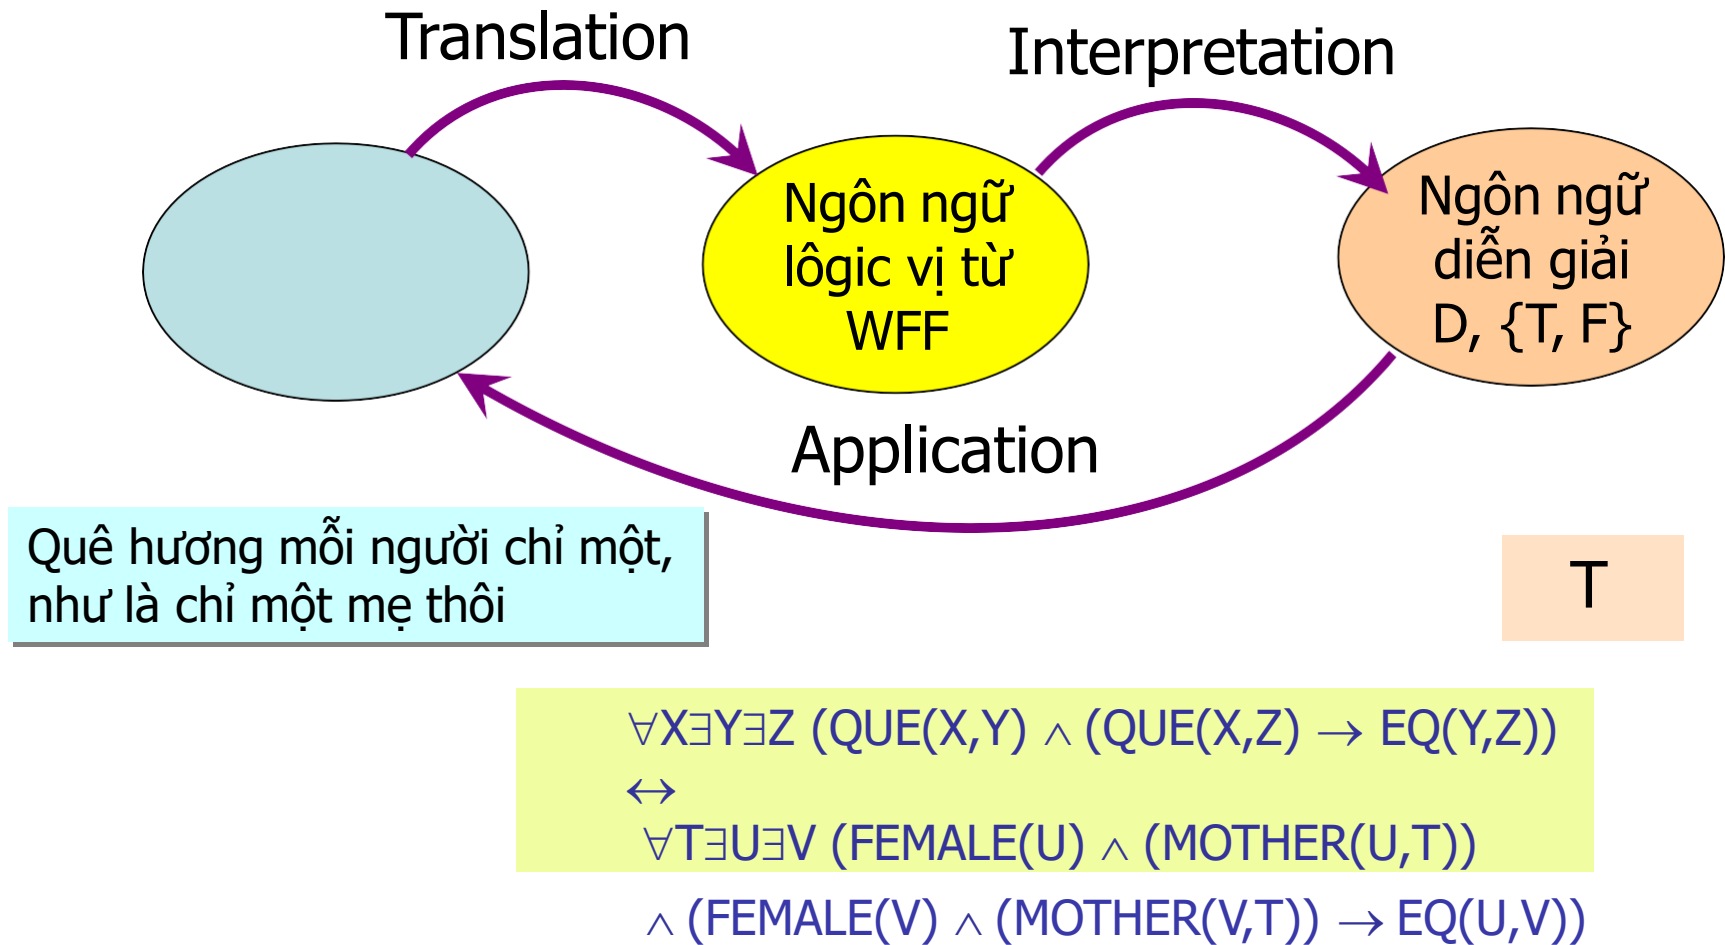 Translation
Interpretation
Ngôn ngữ
lôgic vị từ
WFF
Ngôn ngữ
diễn giải
D, {T, F}
Application
Quê hương mỗi người chỉ một,
như là chỉ một mẹ thôi
T
∀X∃Y∃Z (QUE(X,Y) ∧ (QUE(X,Z) → EQ(Y,Z))
↔
∀T∃U∃V (FEMALE(U) ∧ (MOTHER(U,T))
∧ (FEMALE(V) ∧ (MOTHER(V,T)) → EQ(U,V))